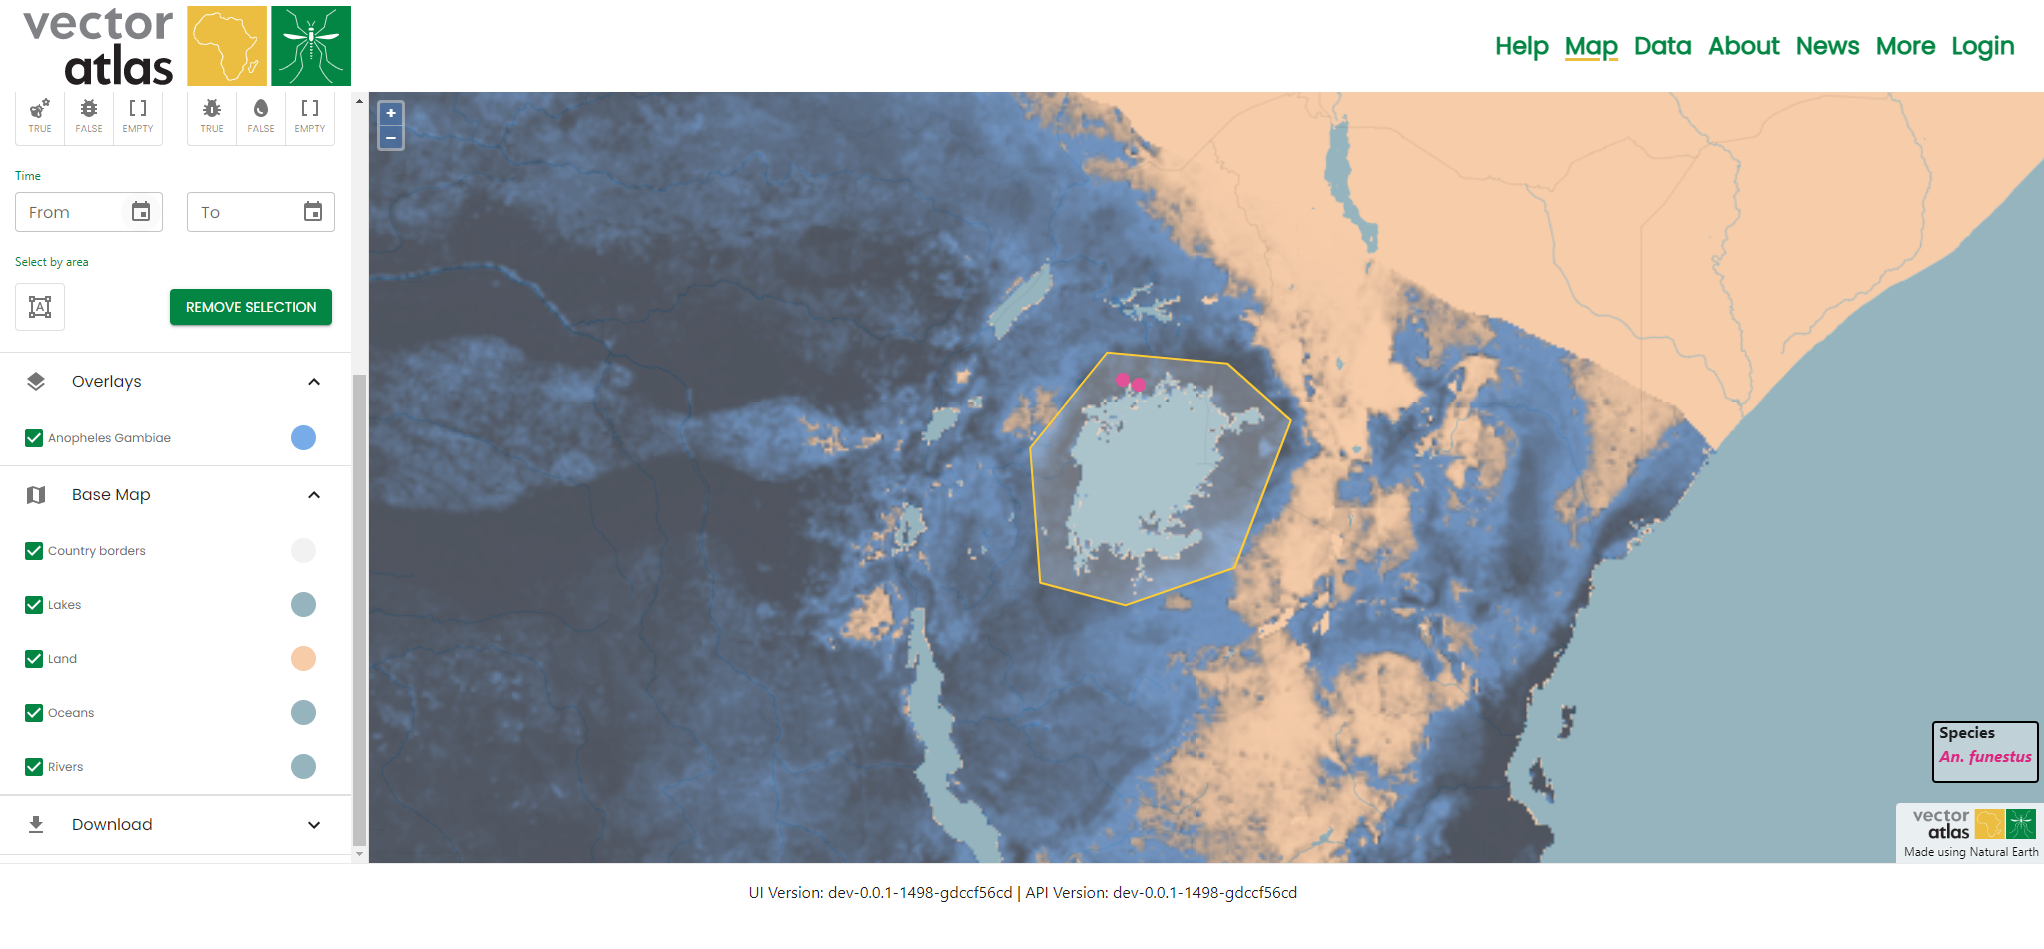 vector
atlas
Help Map Data About News More Login
TRUE FALSE EMPTY TRUE FALSE EMPTY
Time
From To
Select by area
A
REMOVE SELECTION
Overlays
Anopheles Gambiae
Base Map
Country borders
Lakes
Land
Oceans
Rivers
Download
+
−
Species
An. funestus
vector
atlas
Made using Natural Earth
UI Version: dev-0.0.1-1498-gdccf56cd | API Version: dev-0.0.1-1498-gdccf56cd